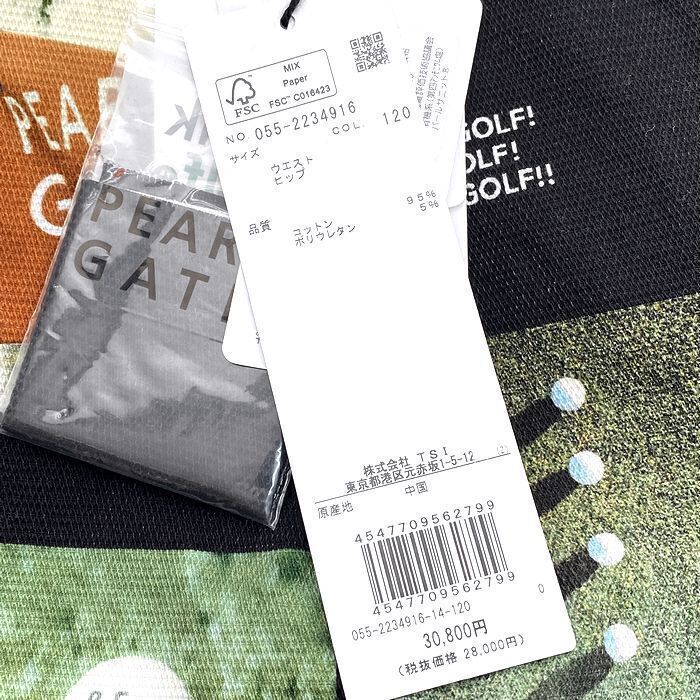 MIX
Paper
FSC
FSC™ C016423
NO. 055-2234916
COL. 120
サイズ
ウエスト
ヒップ
品質
コットン 95%
ポリウレタン 5%
株式会社 TSI
東京都港区元赤坂1-5-12
原産地 中国
4547709562799
4547709562799
055-2234916-14-120
0
30,800円
(税抜価格 28,000円)
PEAR
GAT
GOLF!
OLF!
GOLF!!
PEA
G